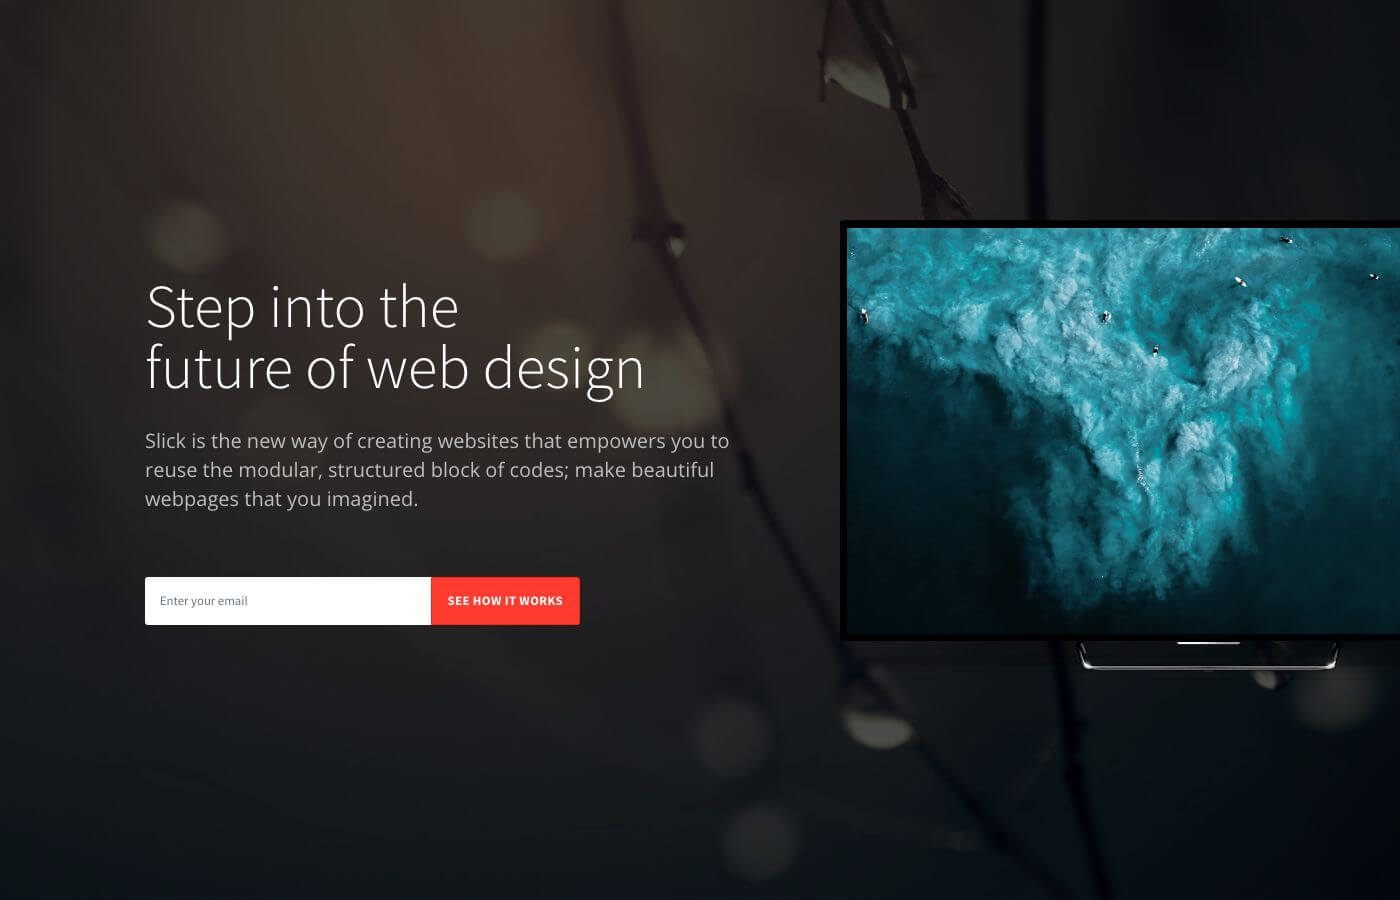 Step into the
future of web design
Slick is the new way of creating websites that empowers you to
reuse the modular, structured block of codes; make beautiful
webpages that you imagined.
Enter your email
SEE HOW IT WORKS